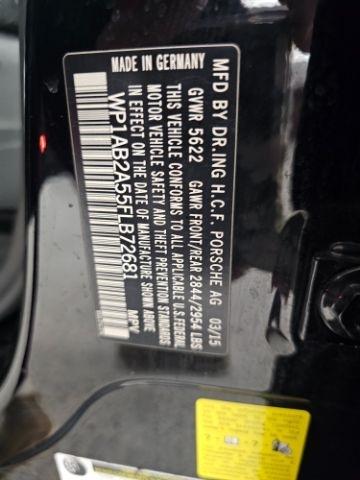 MFD BY DR.ING H.C.F. PORSCHE AG 03/15
GVWR 5622 GAWR FRONT/REAR 2844/2954 LBS
THIS VEHICLE CONFORMS TO ALL APPLICABLE U.S.FEDERAL
MOTOR VEHICLE SAFETY AND THEFT PREVENTION STANDARDS
IN EFFECT ON THE DATE OF MANUFACTURE SHOWN ABOVE.
WP1AB2A55FLB72681 MPV
MADE IN GERMANY